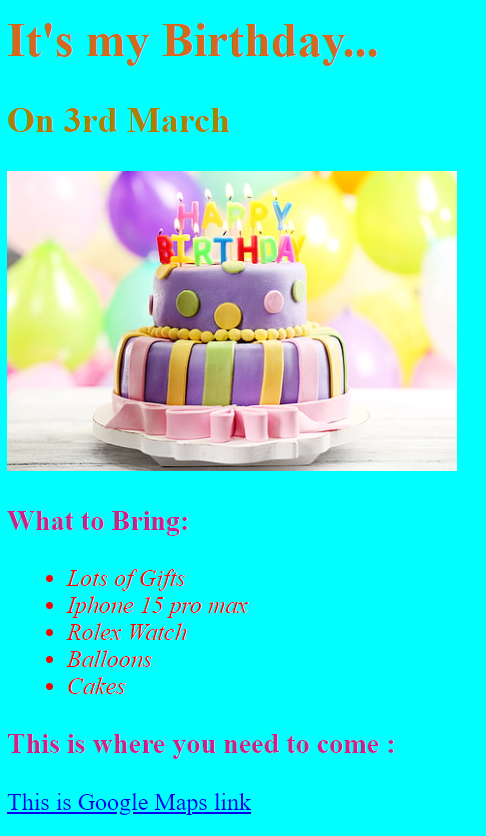 It's my Birthday...
On 3rd March
HAPPY
BIRTHDAY
What to Bring:
Lots of Gifts
Iphone 15 pro max
Rolex Watch
Balloons
Cakes
This is where you need to come :
This is Google Maps link